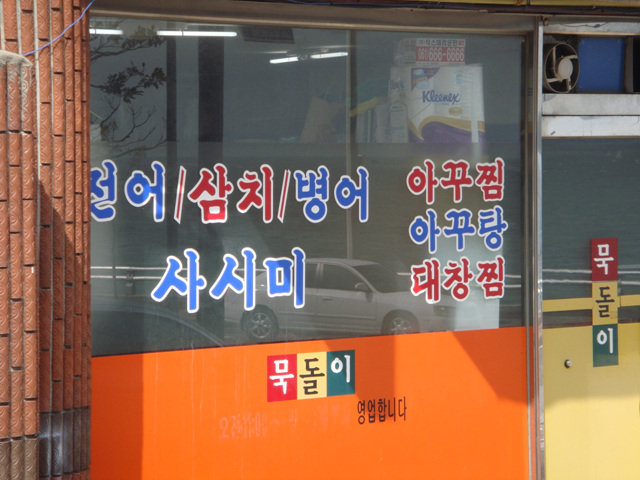 Kleenex
전어/삼치/병어
사시미
아꾸찜
아꾸탕
대창찜
묵돌이
영업합니다
묵돌이